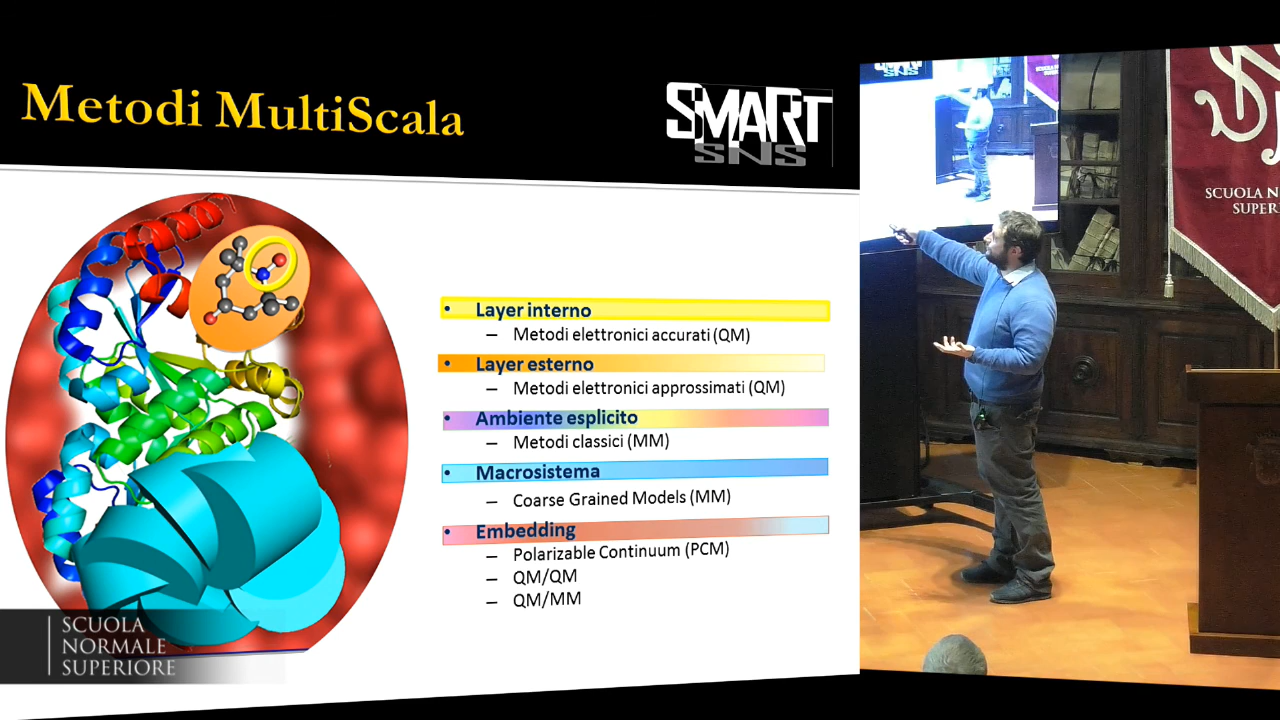 Metodi MultiScala
SMART
SNS
• Layer interno
– Metodi elettronici accurati (QM)
• Layer esterno
– Metodi elettronici approssimati (QM)
• Ambiente esplicito
– Metodi classici (MM)
• Macrosistema
– Coarse Grained Models (MM)
• Embedding
– Polarizable Continuum (PCM)
– QM/QM
– QM/MM
SCUOLA
NORMALE
SUPERIORE
SNS
SCUOLA N
SUPER